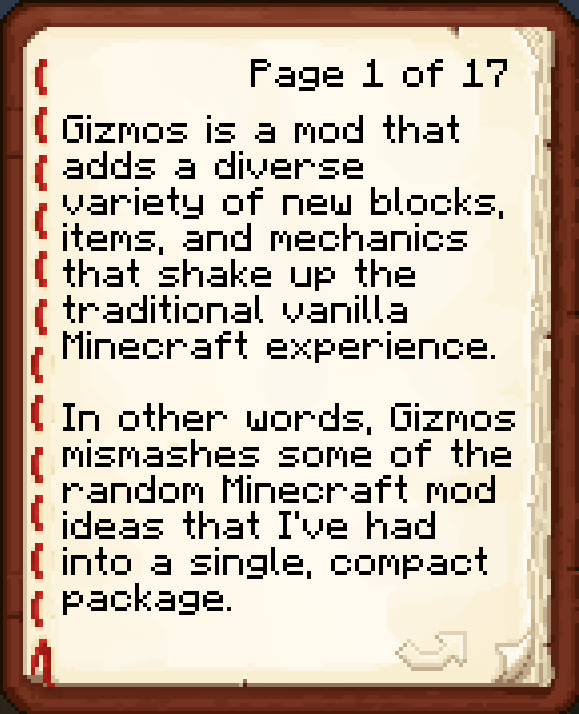 Page 1 of 17
Gizmos is a mod that
adds a diverse
variety of new blocks,
items, and mechanics
that shake up the
traditional vanilla
Minecraft experience.
In other words, Gizmos
mismashes some of the
random Minecraft mod
ideas that I've had
into a single, compact
package.